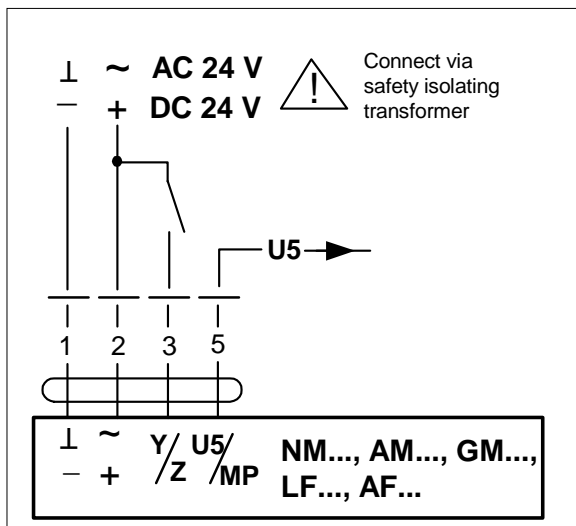 ⊥ ~ AC 24 V
– + DC 24 V
Connect via
safety isolating
transformer
!
U5
1 2 3 5
⊥ ~ Y/Z U5/MP
– +
NM..., AM..., GM...,
LF..., AF...